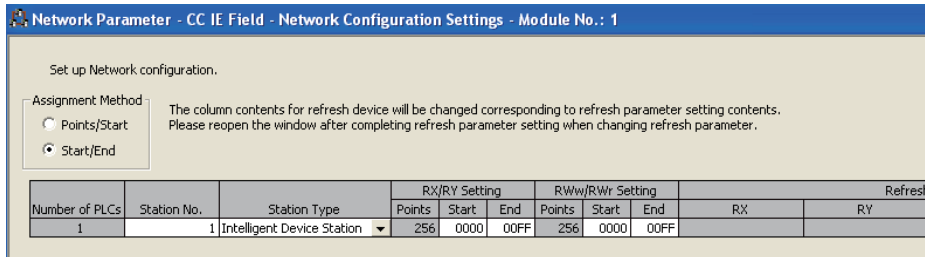 Network Parameter - CC IE Field - Network Configuration Settings - Module No.: 1
Set up Network configuration.
Assignment Method
Points/Start
Start/End
The column contents for refresh device will be changed corresponding to refresh parameter setting contents.
Please reopen the window after completing refresh parameter setting when changing refresh parameter.
RX/RY Setting RWw/RWr Setting Refresh
Number of PLCs Station No. Station Type Points Start End Points Start End RX RY
1 1 Intelligent Device Station 256 0000 00FF 256 0000 00FF